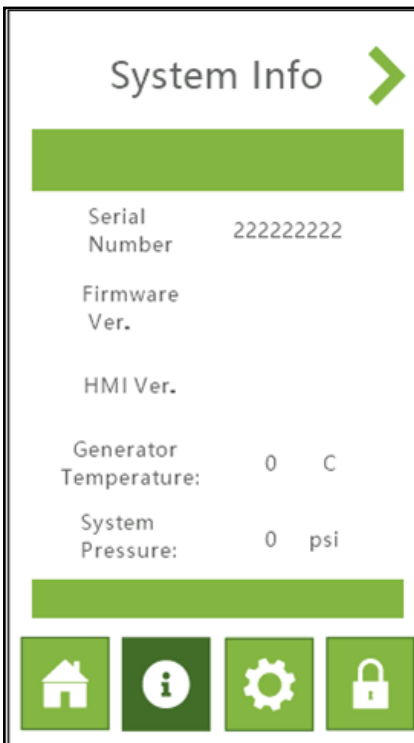 System Info
Serial
Number
222222222
Firmware
Ver.
HMI Ver.
Generator
Temperature:
0 C
System
Pressure:
0 psi